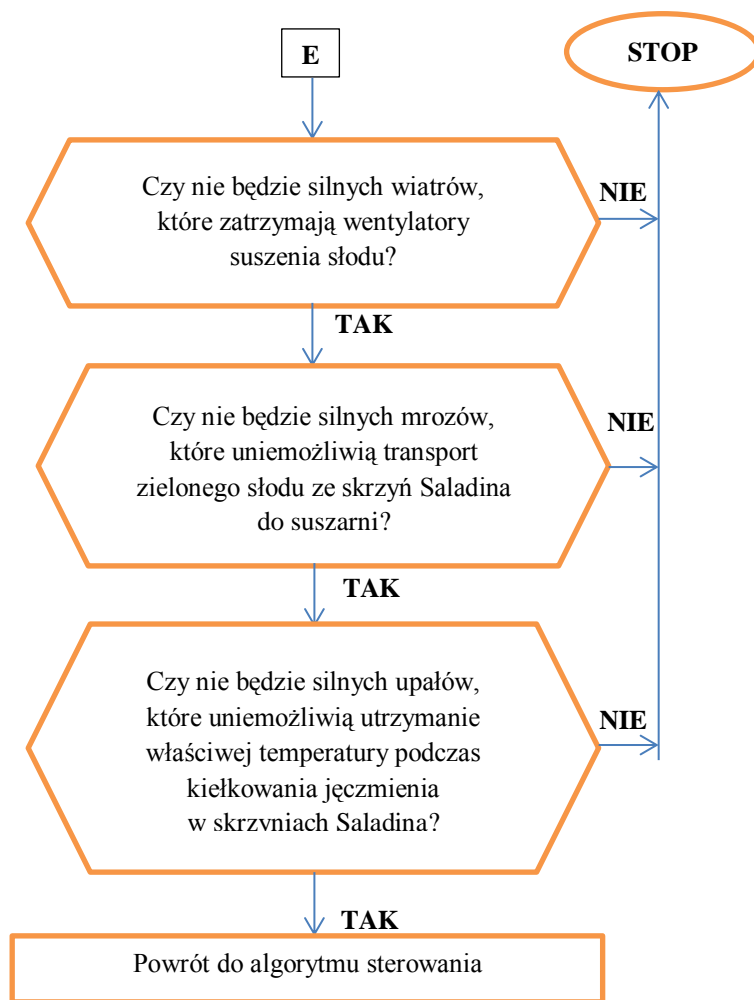 E
STOP
Czy nie będzie silnych wiatrów,
które zatrzymają wentylatory
suszenia słodu?
NIE
TAK
Czy nie będzie silnych mrozów,
które uniemożliwią transport
zielonego słodu ze skrzyń Saladina
do suszarni?
NIE
TAK
Czy nie będzie silnych upałów,
które uniemożliwią utrzymanie
właściwej temperatury podczas
kiełkowania jęczmienia
w skrzyniach Saladina?
NIE
TAK
Powrót do algorytmu sterowania